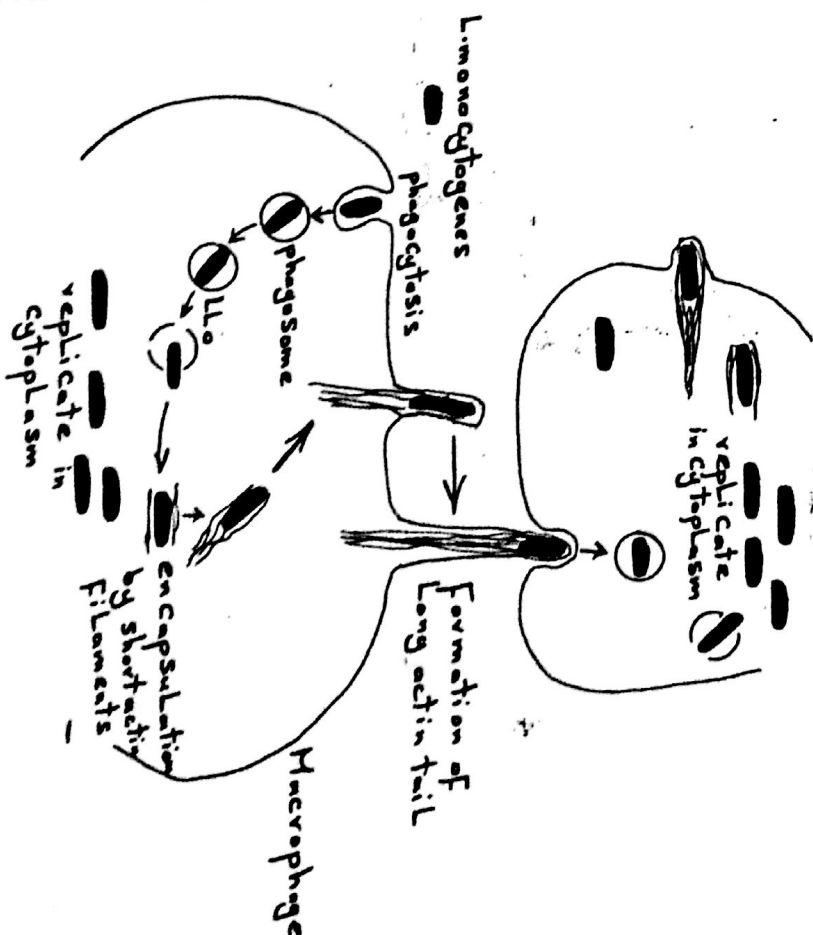 L.monocytogenes
phagocytosis
phagosome
LLo
replicate in
cytoplasm
encapsulation
by short actin
Filaments
Formation of
Long actin tail
replicate
in cytoplasm
Macrophage